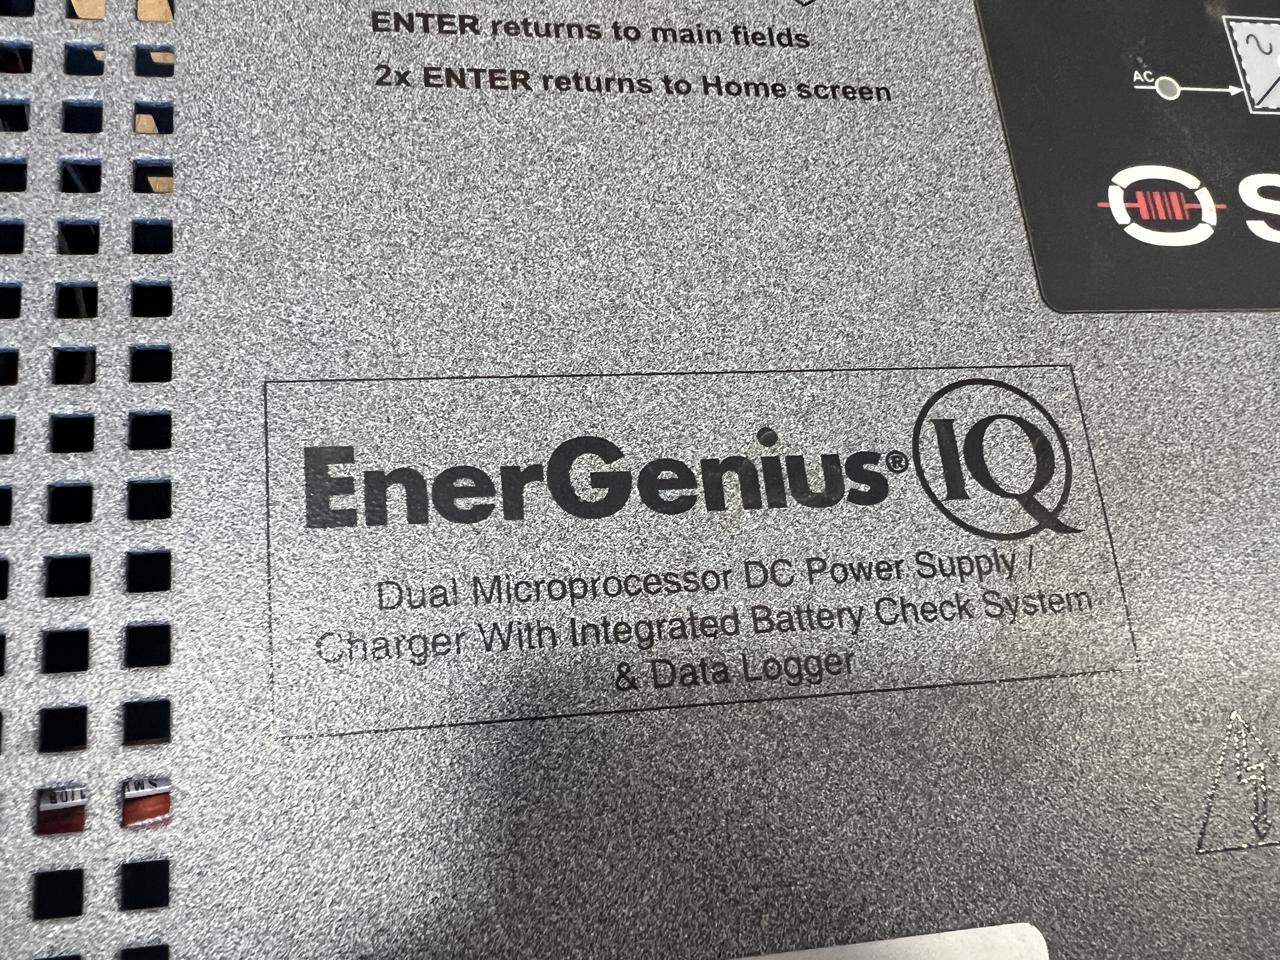 ENTER returns to main fields
2x ENTER returns to Home screen
AC
S
EnerGenius® IQ
Dual Microprocessor DC Power Supply /
Charger With Integrated Battery Check System
& Data Logger